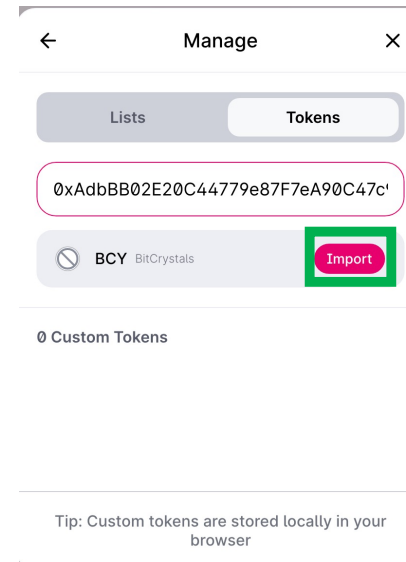 Manage
Lists Tokens
0xAdbBB02E20C44779e87F7eA90C47c
BCY BitCrystals Import
0 Custom Tokens
Tip: Custom tokens are stored locally in your
browser